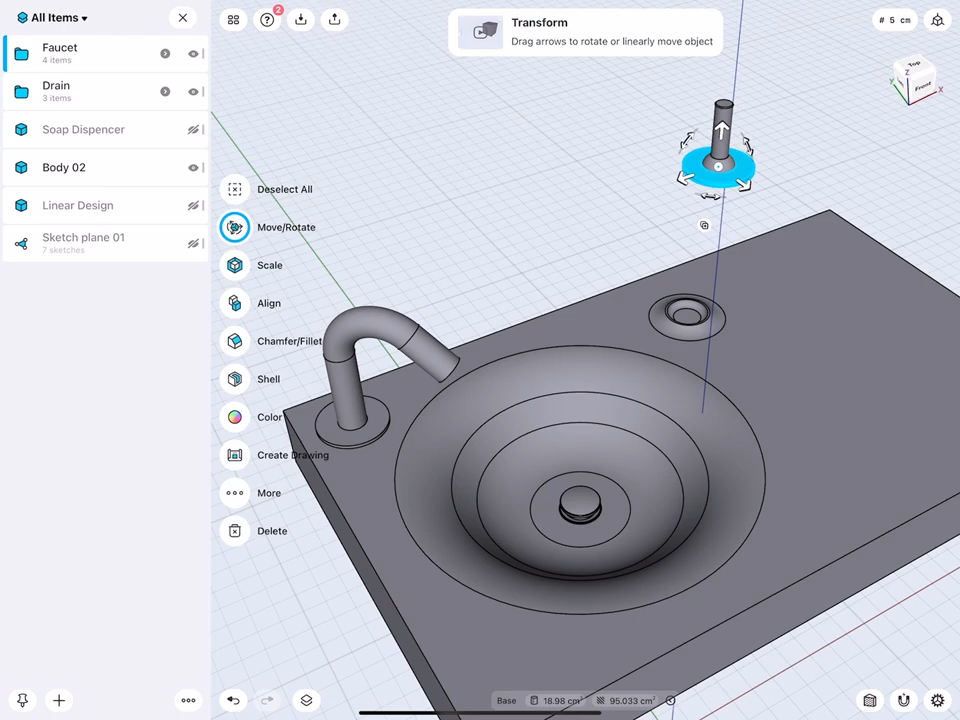 All Items
Faucet
4 items
Drain
3 items
Soap Dispenser
Body 02
Linear Design
Sketch plane 01
7 sketches
2
Transform
Drag arrows to rotate or linearly move object
# 5 cm
Top
Front
Z
Y
X
Deselect All
Move/Rotate
Scale
Align
Chamfer/Fillet
Shell
Color
Create Drawing
More
Delete
Base 18.98 cm³ 95.033 cm²